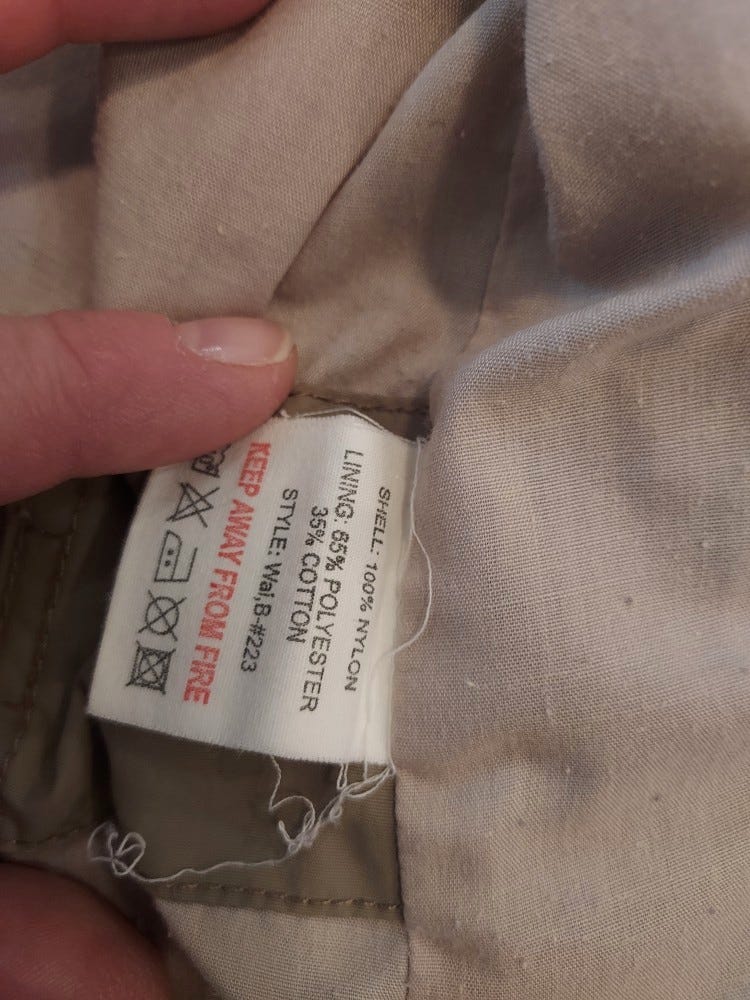 SHELL: 100% NYLON
LINING: 65% POLYESTER
35% COTTON
STYLE: Wal,B-#223
KEEP AWAY FROM FIRE